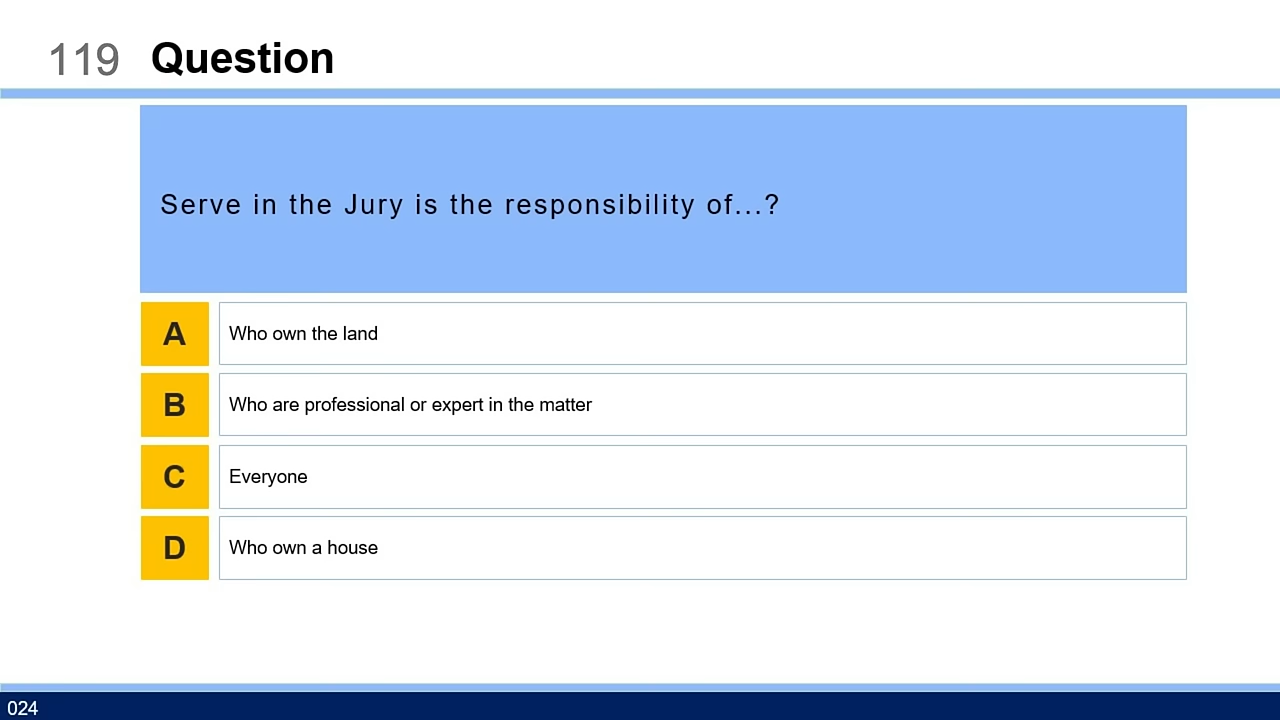 119 Question
Serve in the Jury is the responsibility of...?
A Who own the land
B Who are professional or expert in the matter
C Everyone
D Who own a house
024